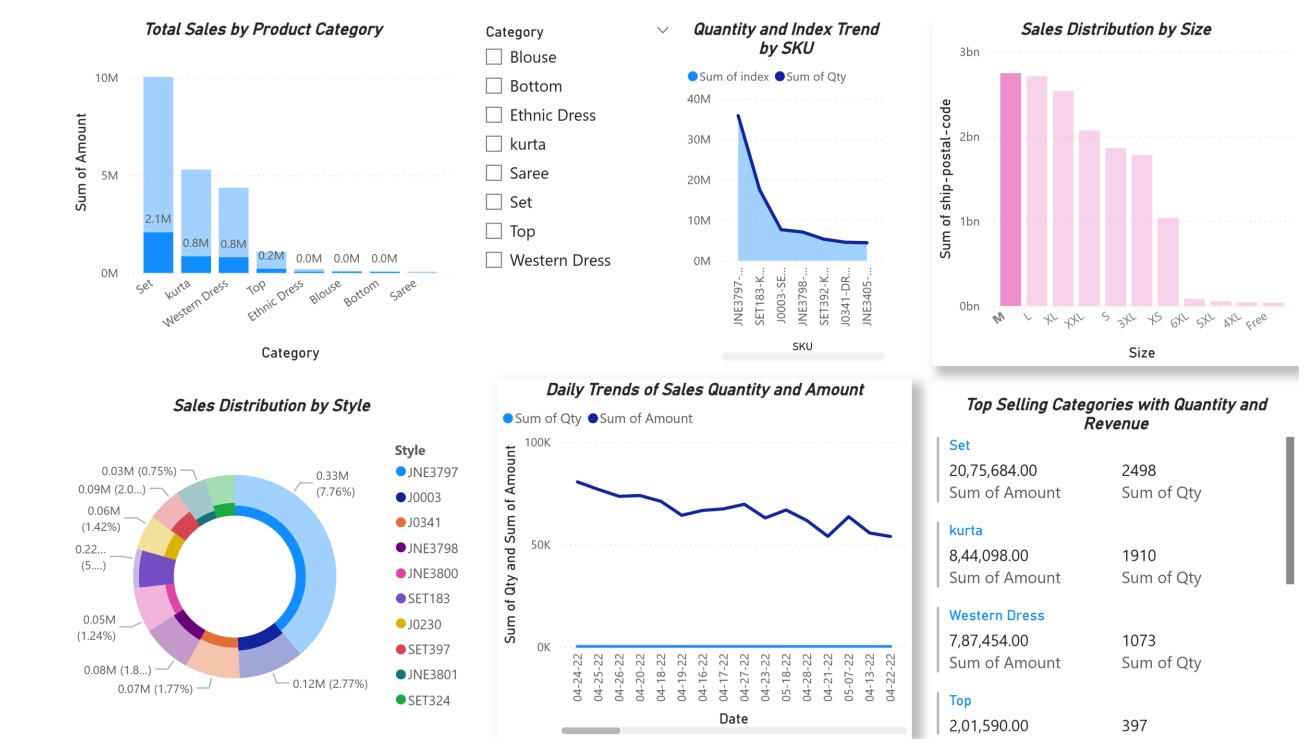 Total Sales by Product Category
Sum of Amount
10M
5M
0M
2.1M
0.8M
0.8M
0.2M
0.0M
0.0M
0.0M
Set
kurta
Western Dress
Top
Ethnic Dress
Blouse
Bottom
Saree
Category
Category
Blouse
Bottom
Ethnic Dress
kurta
Saree
Set
Top
Western Dress
Quantity and Index Trend
by SKU
Sum of index
Sum of Qty
40M
30M
20M
10M
0M
JNE3797-...
SET183-K...
J0003-SE...
JNE3798-...
SET392-K...
J0341-DR...
JNE3405-...
SKU
Sales Distribution by Size
Sum of ship-postal-code
3bn
2bn
1bn
0bn
M
L
XL
XXL
S
3XL
XS
6XL
5XL
4XL
Free
Size
Sales Distribution by Style
0.33M
(7.76%)
0.12M (2.77%)
0.07M (1.77%)
0.08M (1.8...)
0.05M
(1.24%)
0.22...
(5....)
0.06M
(1.42%)
0.09M (2.0...)
0.03M (0.75%)
Style
JNE3797
J0003
J0341
JNE3798
JNE3800
SET183
J0230
SET397
JNE3801
SET324
Daily Trends of Sales Quantity and Amount
Sum of Qty
Sum of Amount
Sum of Qty and Sum of Amount
100K
50K
0K
04-24-22
04-25-22
04-26-22
04-20-22
04-18-22
04-19-22
04-16-22
04-17-22
04-27-22
04-23-22
05-18-22
04-28-22
04-21-22
05-07-22
04-13-22
04-22-22
Date
Top Selling Categories with Quantity and
Revenue
Set
20,75,684.00 2498
Sum of Amount Sum of Qty
kurta
8,44,098.00 1910
Sum of Amount Sum of Qty
Western Dress
7,87,454.00 1073
Sum of Amount Sum of Qty
Top
2,01,590.00 397